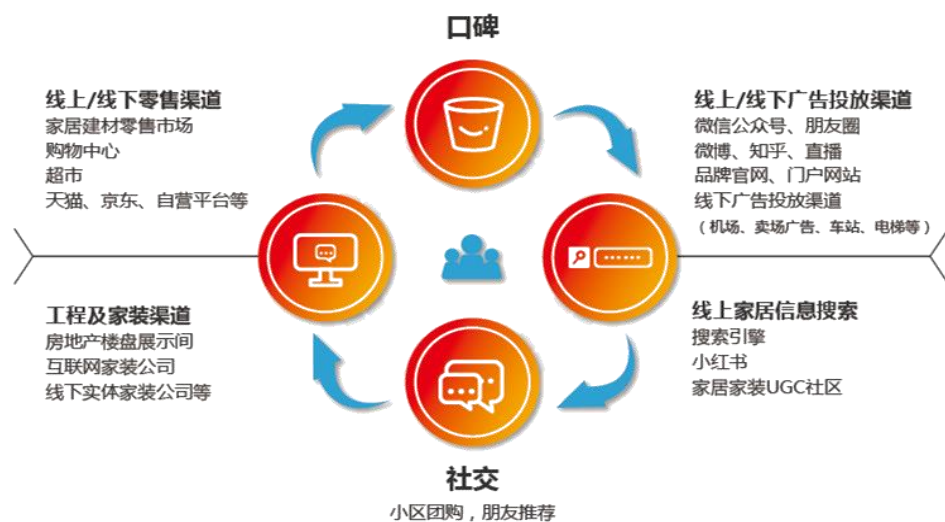 口碑
线上/线下零售渠道
家居建材零售市场
购物中心
超市
天猫、京东、自营平台等
线上/线下广告投放渠道
微信公众号、朋友圈
微博、知乎、直播
品牌官网、门户网站
线下广告投放渠道
（机场、卖场广告、车站、电梯等）
工程及家装渠道
房地产楼盘展示间
互联网家装公司
线下实体家装公司等
线上家居信息搜索
搜索引擎
小红书
家居家装UGC社区
社交
小区团购，朋友推荐